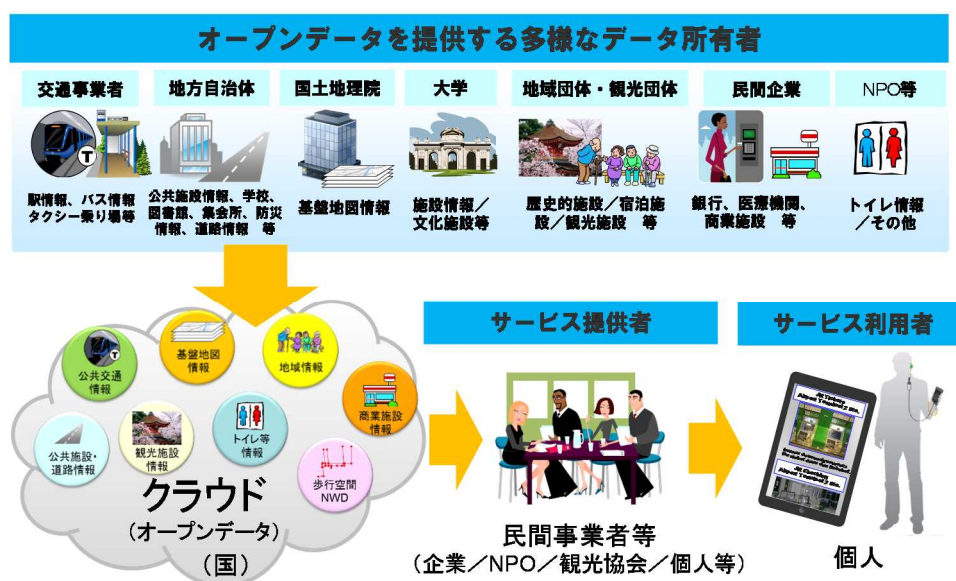 オープンデータを提供する多様なデータ所有者
交通事業者
駅情報、バス情報
タクシー乗り場等
地方自治体
公共施設情報、学校、
図書館、集会所、防災
情報、道路情報　等
国土地理院
基盤地図情報
大学
施設情報／
文化施設等
地域団体・観光団体
歴史的施設／宿泊施
設／観光施設　等
民間企業
銀行、医療機関、
商業施設　等
NPO等
トイレ情報
／その他
公共交通
情報
基盤地図
情報
地域情報
商業施設
情報
公共施設・
道路情報
観光施設
情報
トイレ等
情報
歩行空間
NWD
クラウド
（オープンデータ）
（国）
サービス提供者
民間事業者等
（企業／NPO／観光協会／個人等）
サービス利用者
Airport Terminal 2 Sta.
個人